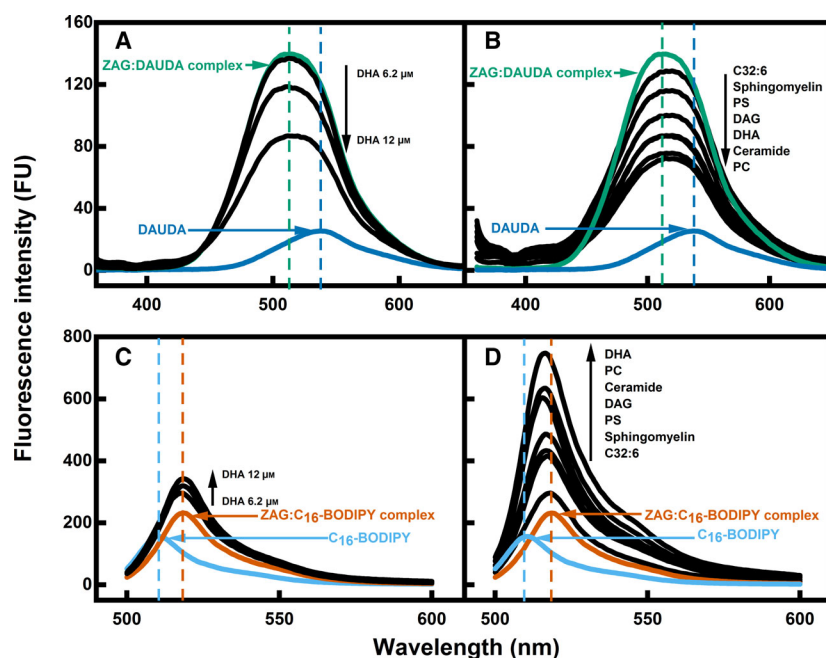 Fluorescence intensity (FU)
160
120
80
40
0
A
ZAG:DAUDA complex
DHA 6.2 μM
DHA 12 μM
DAUDA
400
500
600
B
ZAG:DAUDA complex
C32:6
Sphingomyelin
PS
DAG
DHA
Ceramide
PC
DAUDA
400
500
600
800
600
400
200
0
C
DHA 12 μM
DHA 6.2 μM
ZAG:C16-BODIPY complex
C16-BODIPY
500
550
600
D
DHA
PC
Ceramide
DAG
PS
Sphingomyelin
C32:6
ZAG:C16-BODIPY complex
C16-BODIPY
500
550
600
Wavelength (nm)